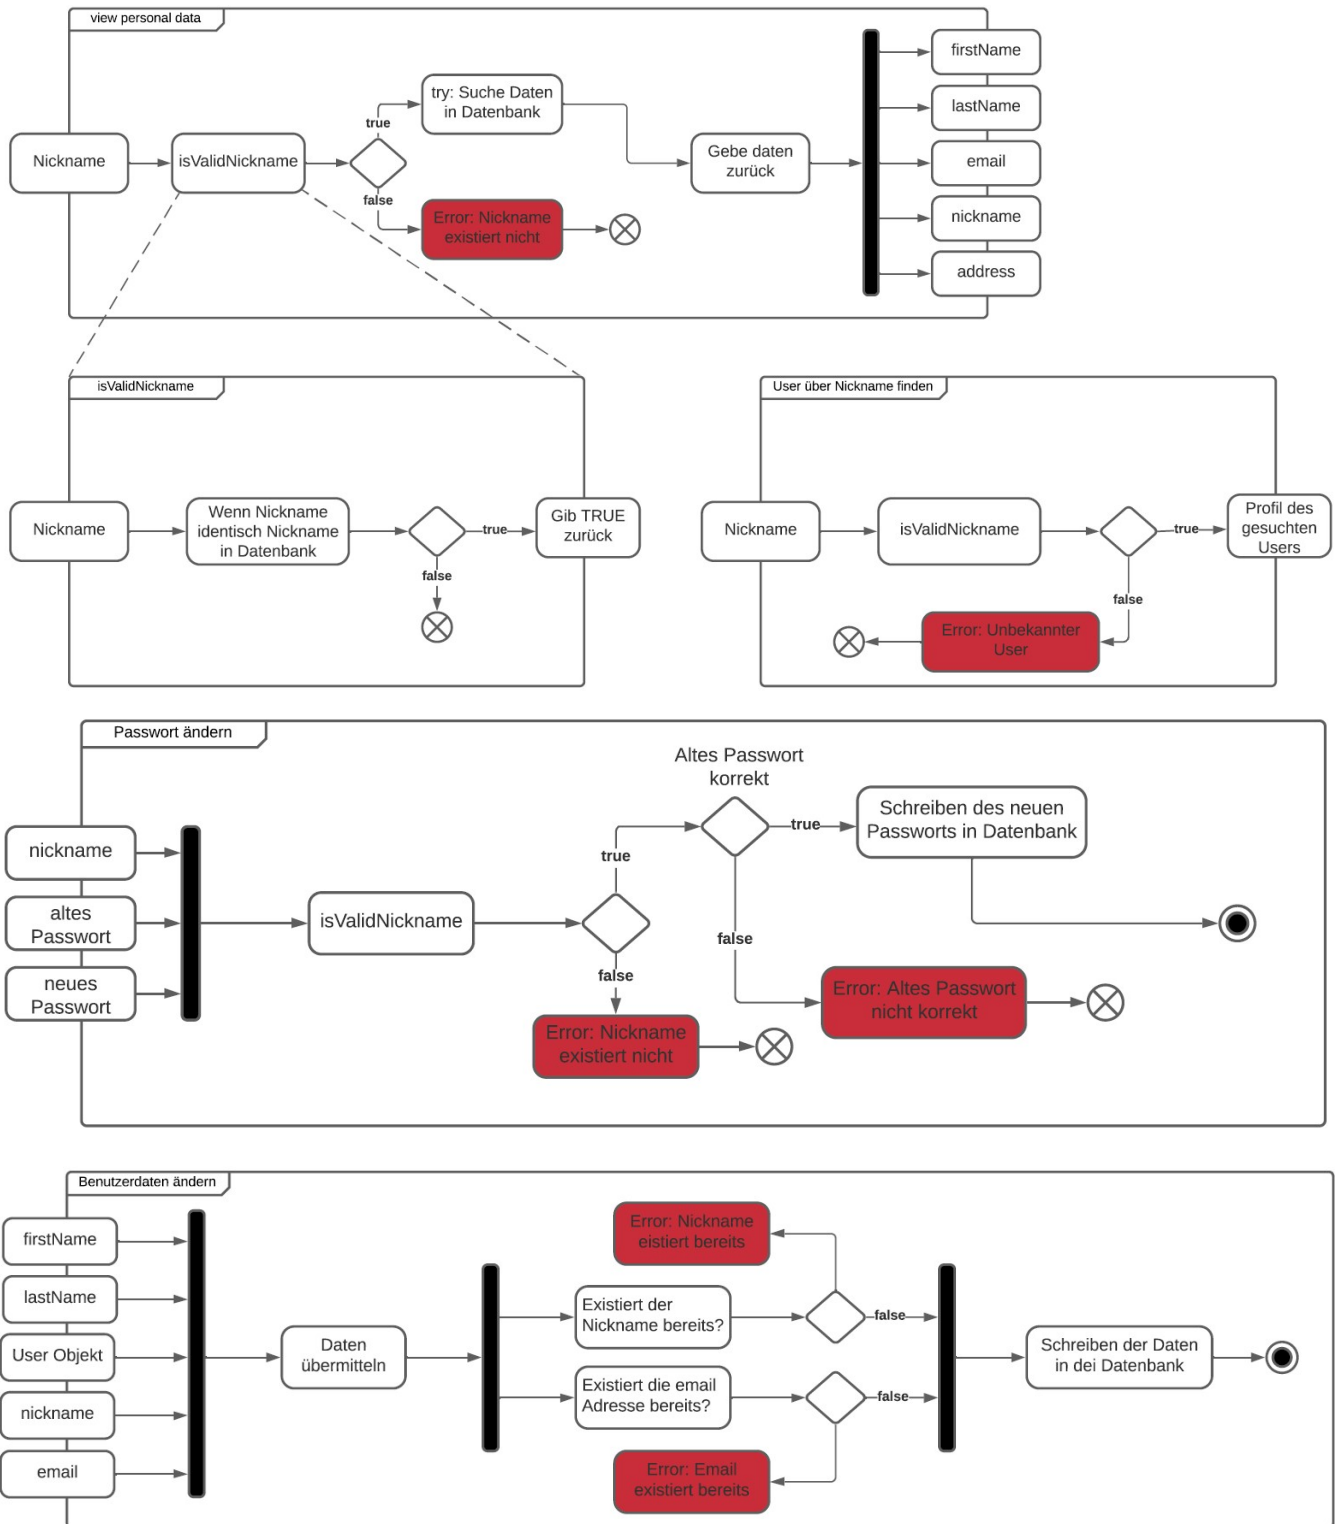 view personal data
firstName
try: Suche Daten
in Datenbank
lastName
true
Nickname
isValidNickname
Gebe daten
zurück
email
false
Error: Nickname
existiert nicht
nickname
address
isValidNickname
Nickname
Wenn Nickname
identisch Nickname
in Datenbank
true
Gib TRUE
zurück
false
User über Nickname finden
Nickname
isValidNickname
true
Profil des
gesuchten
Users
false
Error: Unbekannter
User
Passwort ändern
Altes Passwort
korrekt
nickname
altes
Passwort
neues
Passwort
isValidNickname
true
true
Schreiben des neuen
Passworts in Datenbank
false
false
Error: Altes Passwort
nicht korrekt
Error: Nickname
existiert nicht
Benutzerdaten ändern
firstName
lastName
User Objekt
nickname
email
Daten
übermitteln
Error: Nickname
eistiert bereits
Existiert der
Nickname bereits?
false
Existiert die email
Adresse bereits?
false
Error: Email
existiert bereits
Schreiben der Daten
in dei Datenbank